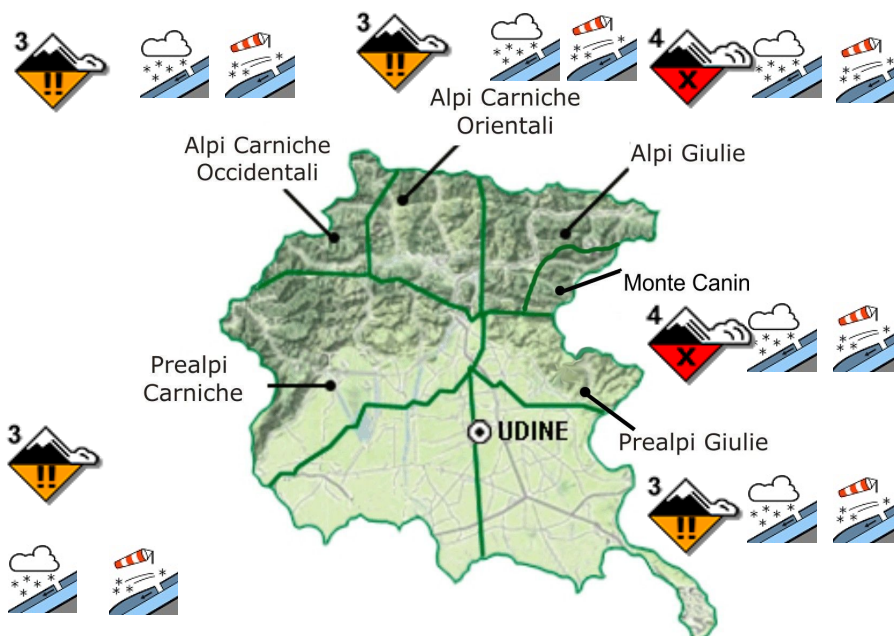 3
!!
3
!!
4
X
Alpi Carniche
Orientali
Alpi Carniche
Occidentali
Alpi Giulie
Monte Canin
4
X
Prealpi
Carniche
UDINE
Prealpi Giulie
3
!!
3
!!